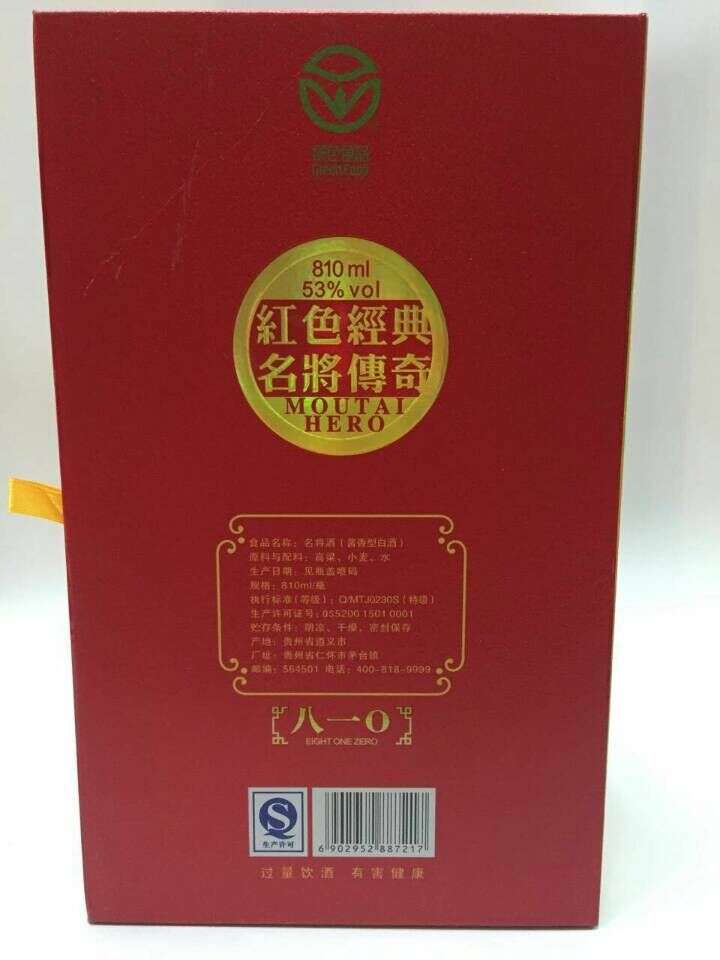 绿色食品
Green Food
810 ml
53% vol
紅色經典
名將傳奇
MOUTAI
HERO
食品名称：名将酒（酱香型白酒）
原料与配料：高粱、小麦、水
生产日期：见瓶盖喷码
规格：810ml/瓶
执行标准（等级）：Q/MTJ0230S（特级）
生产许可证号：QS5200 1501 0001
贮存条件：阴凉、干燥、密封保存
产地：贵州省遵义市
厂址：贵州省仁怀市茅台镇
邮编：564501 电话：400-818-9999
八一O
EIGHT ONE ZERO
QS
生产许可
6 902952 887217
过量饮酒 有害健康